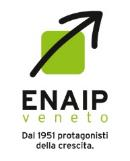 ENAIP
veneto
Dal 1951 protagonisti
della crescita.